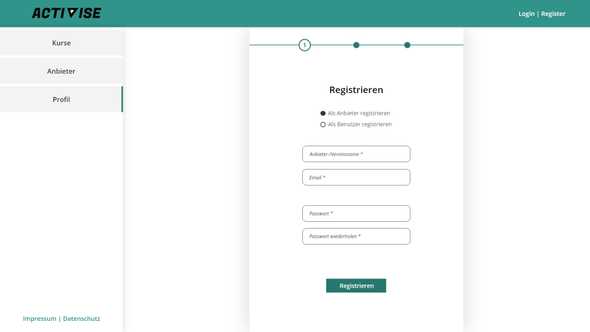 ACTIVISE
Login | Register
Kurse
Anbieter
Profil
1
Registrieren
Als Anbieter registrieren
Als Benutzer registrieren
Anbieter-/Vereinsname *
Email *
Passwort *
Passwort wiederholen *
Registrieren
Impressum | Datenschutz